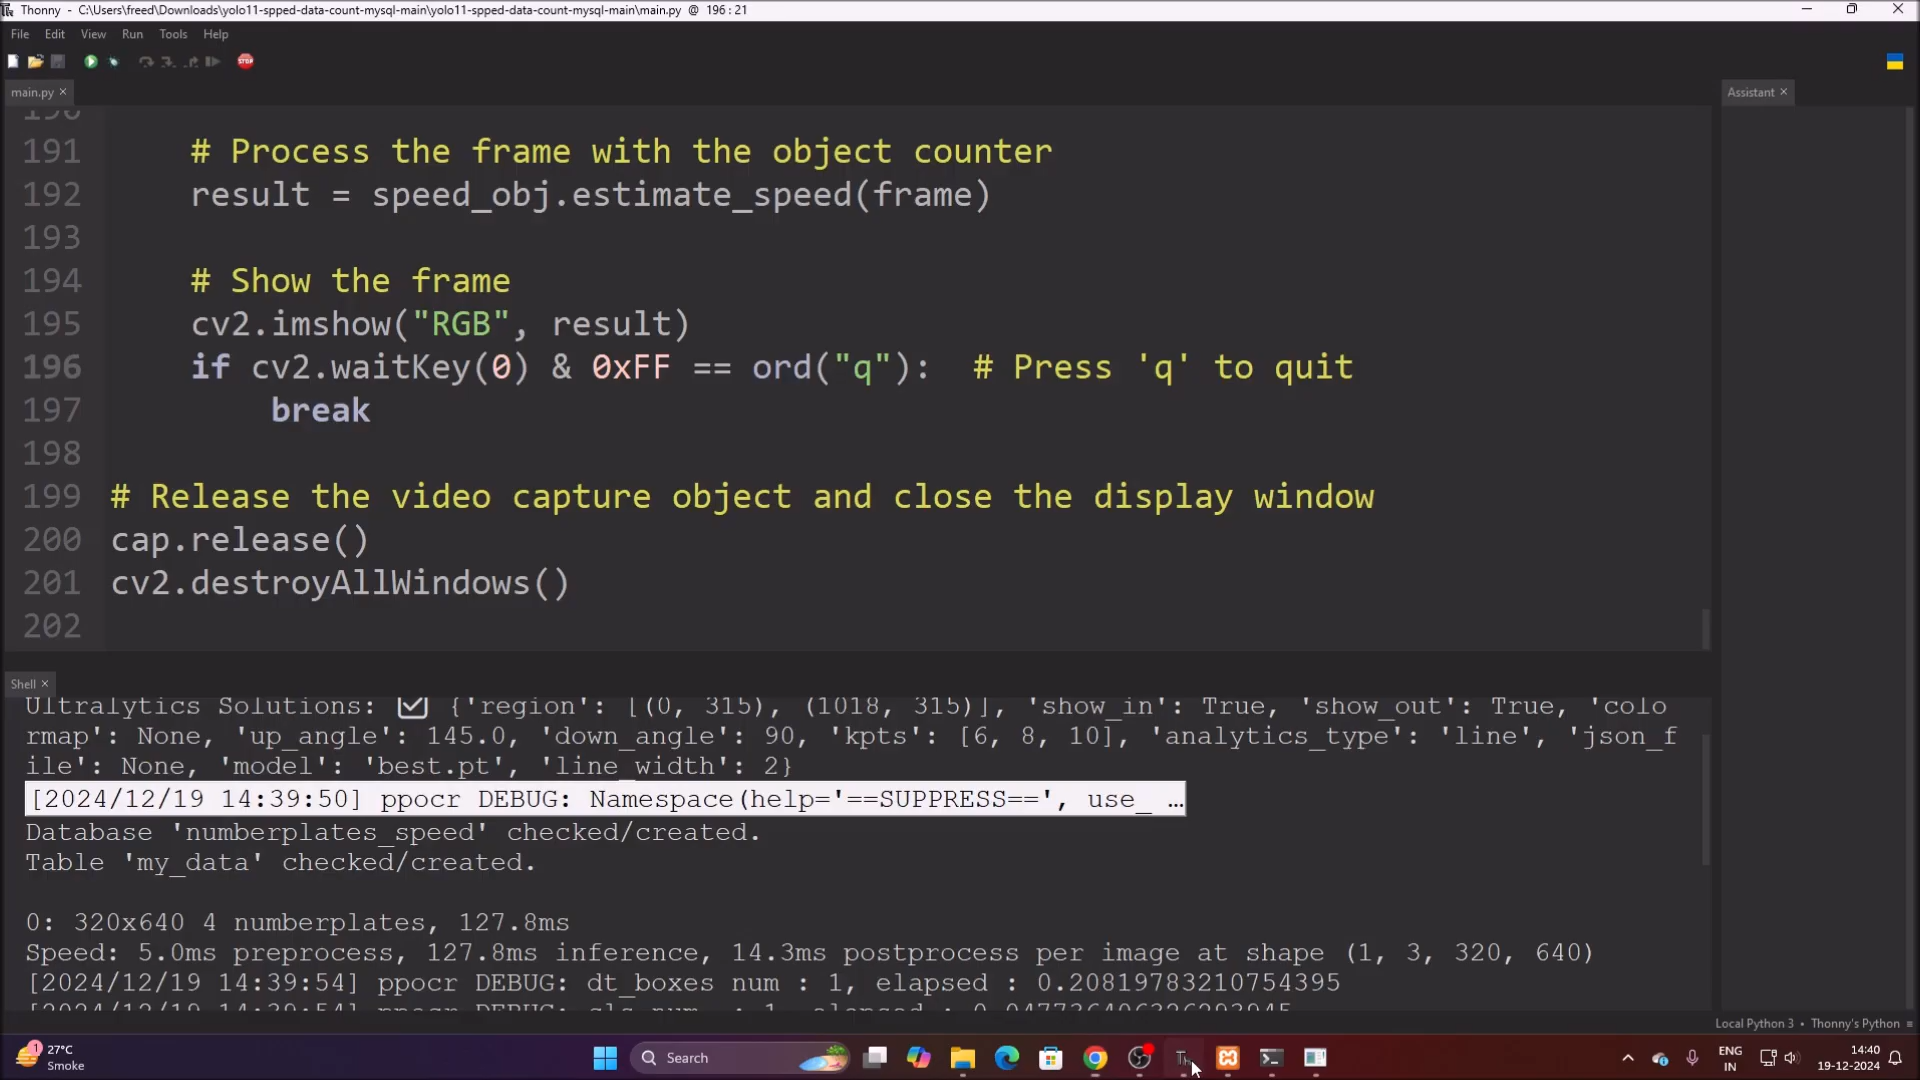 Thonny - C:\Users\freed\Downloads\yolo11-spped-data-count-mysql-main\yolo11-spped-data-count-mysql-main\main.py @ 196 : 21
File Edit View Run Tools Help
main.py ×
Assistant ×
191 # Process the frame with the object counter
192 result = speed_obj.estimate_speed(frame)
193
194 # Show the frame
195 cv2.imshow("RGB", result)
196 if cv2.waitKey(0) & 0xFF == ord("q"): # Press 'q' to quit
197 break
198
199 # Release the video capture object and close the display window
200 cap.release()
201 cv2.destroyAllWindows()
202
Shell ×
Ultralytics Solutions: ✅ {'region': [(0, 315), (1018, 315)], 'show_in': True, 'show_out': True, 'colo
rmap': None, 'up_angle': 145.0, 'down_angle': 90, 'kpts': [6, 8, 10], 'analytics_type': 'line', 'json_f
ile': None, 'model': 'best.pt', 'line_width': 2}
[2024/12/19 14:39:50] ppocr DEBUG: Namespace(help='==SUPPRESS==', use_ …
Database 'numberplates_speed' checked/created.
Table 'my_data' checked/created.
0: 320x640 4 numberplates, 127.8ms
Speed: 5.0ms preprocess, 127.8ms inference, 14.3ms postprocess per image at shape (1, 3, 320, 640)
[2024/12/19 14:39:54] ppocr DEBUG: dt_boxes num : 1, elapsed : 0.20819783210754395
Local Python 3 • Thonny's Python ≡
1
27°C
Smoke
Search
ENG
IN
14:40
19-12-2024